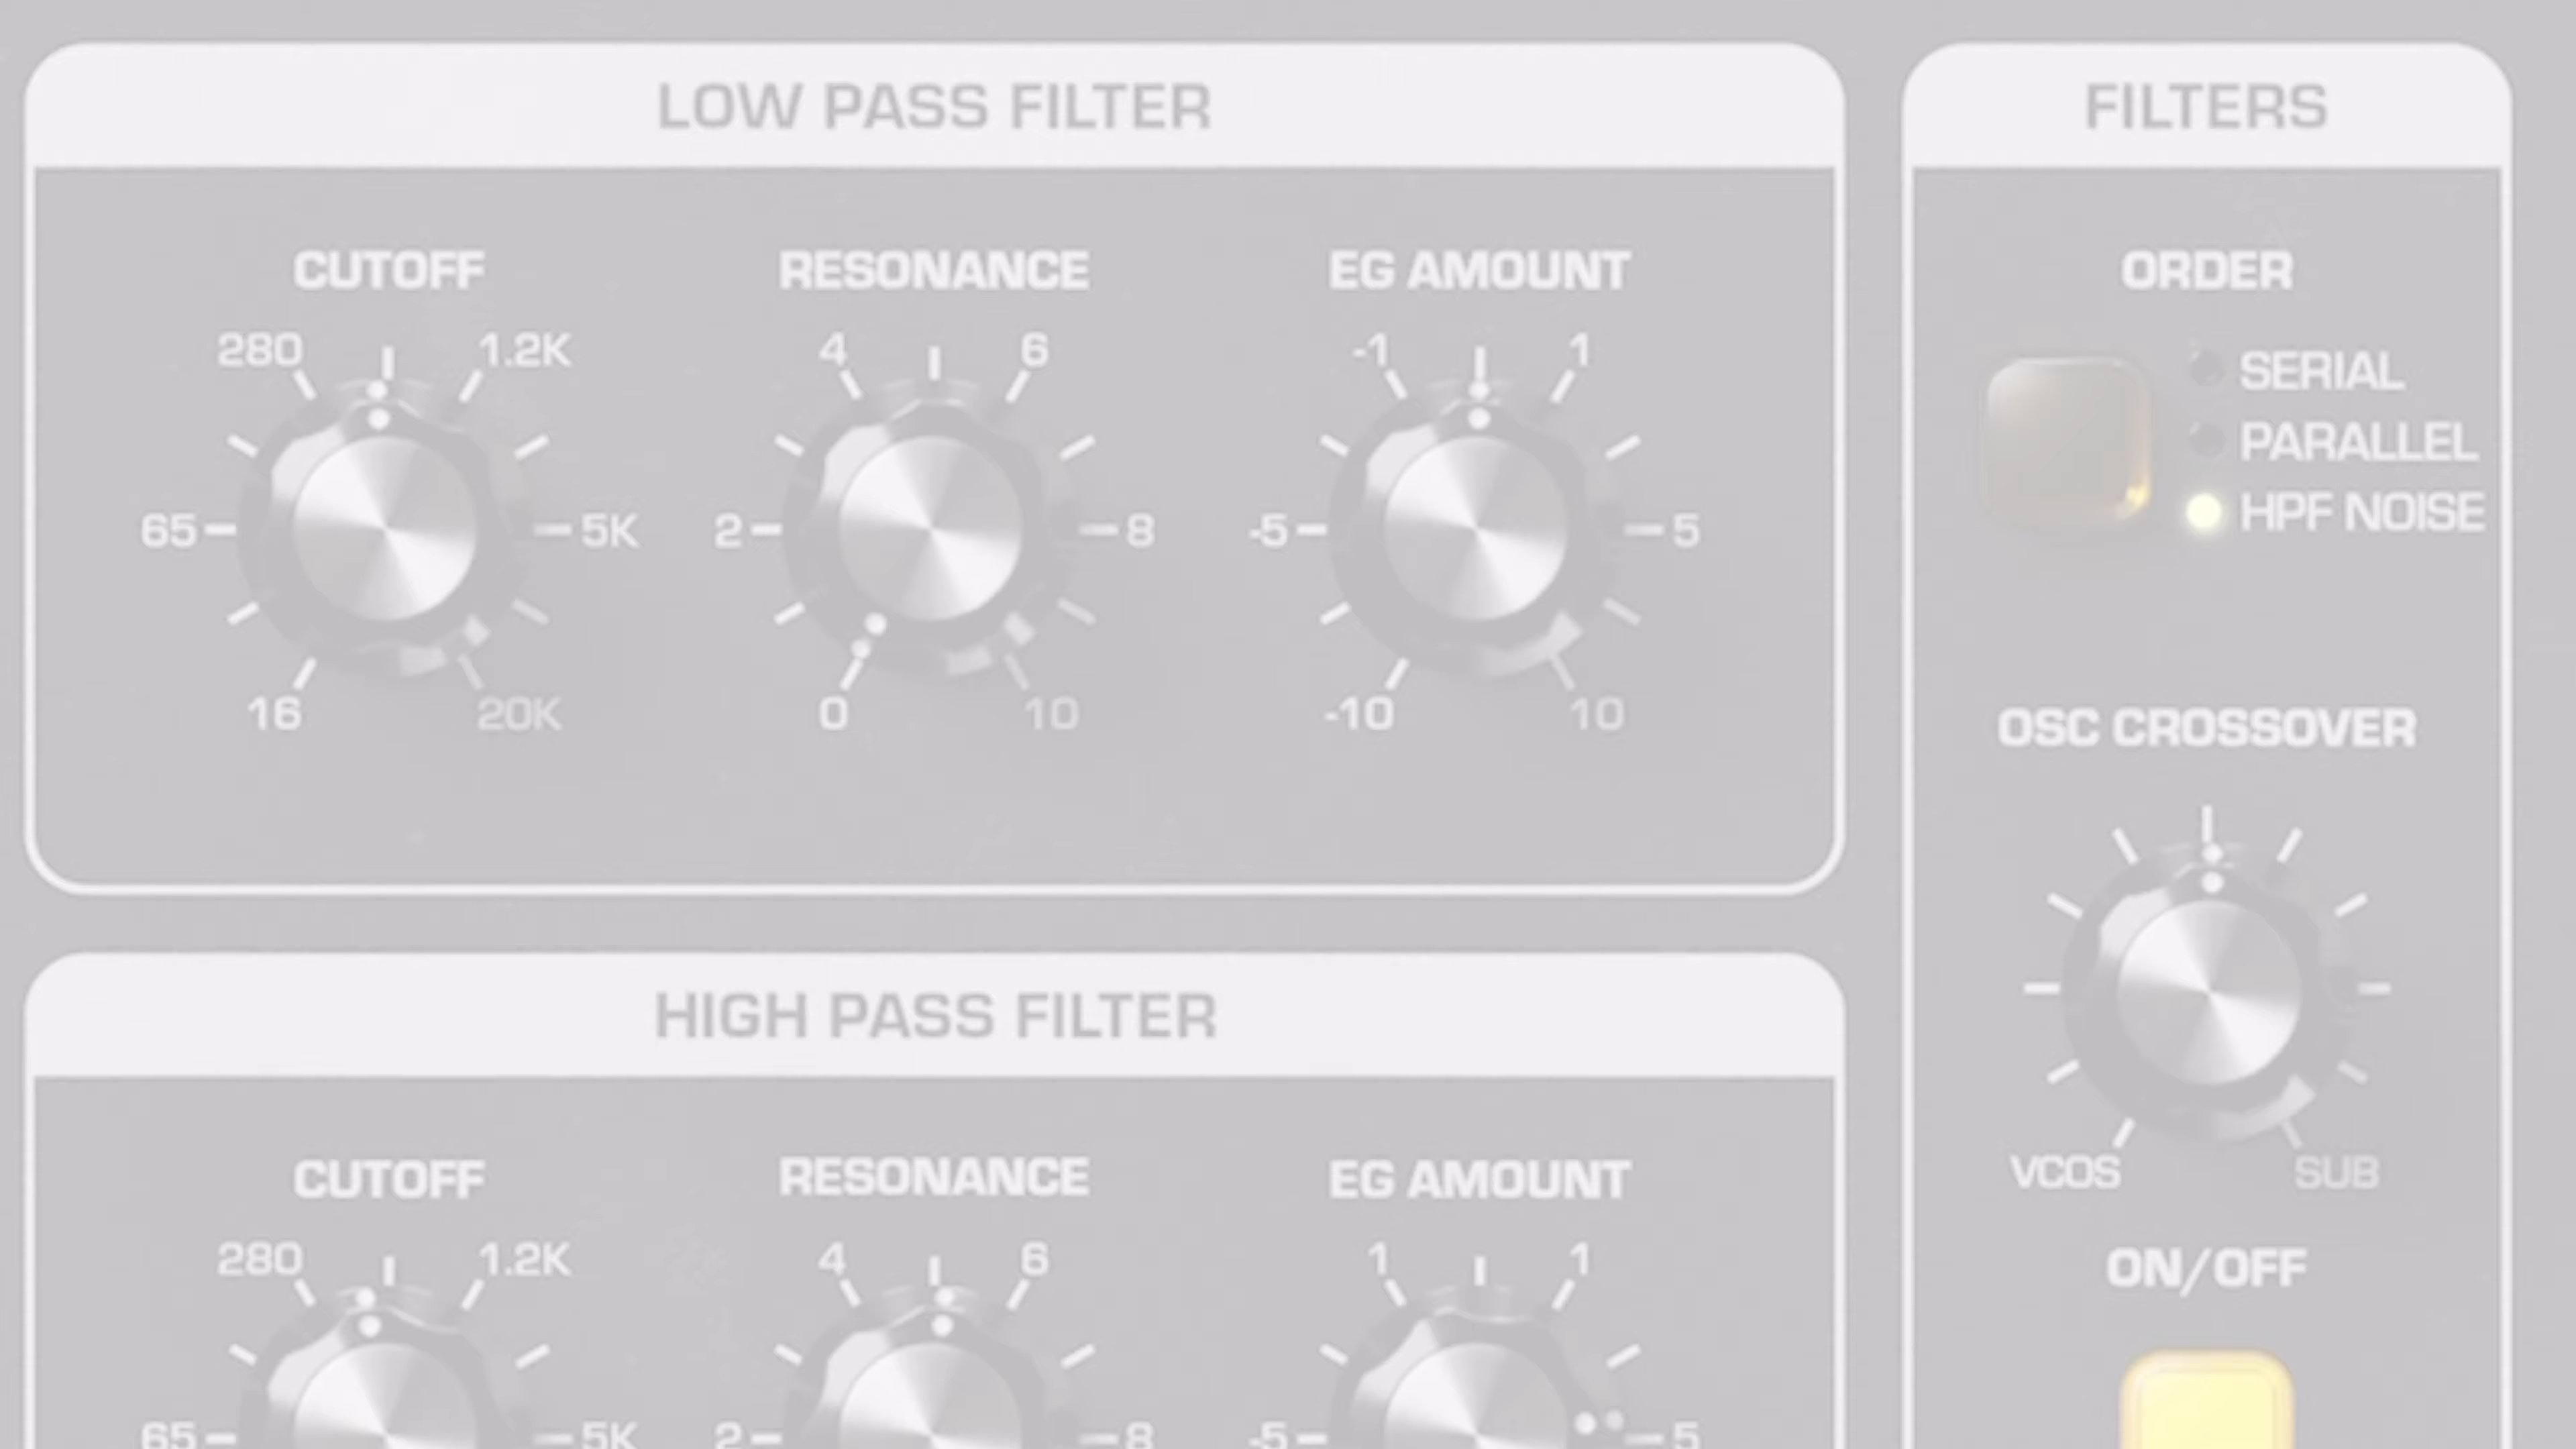 LOW PASS FILTER
CUTOFF
280
1.2K
65
5K
16
20K
RESONANCE
4
6
2
8
0
10
EG AMOUNT
-1
1
-5
5
-10
10
FILTERS
ORDER
SERIAL
PARALLEL
HPF NOISE
OSC CROSSOVER
VCOS
SUB
ON/OFF
HIGH PASS FILTER
CUTOFF
280
1.2K
65
5K
RESONANCE
4
6
2
8
EG AMOUNT
1
1
-5
5